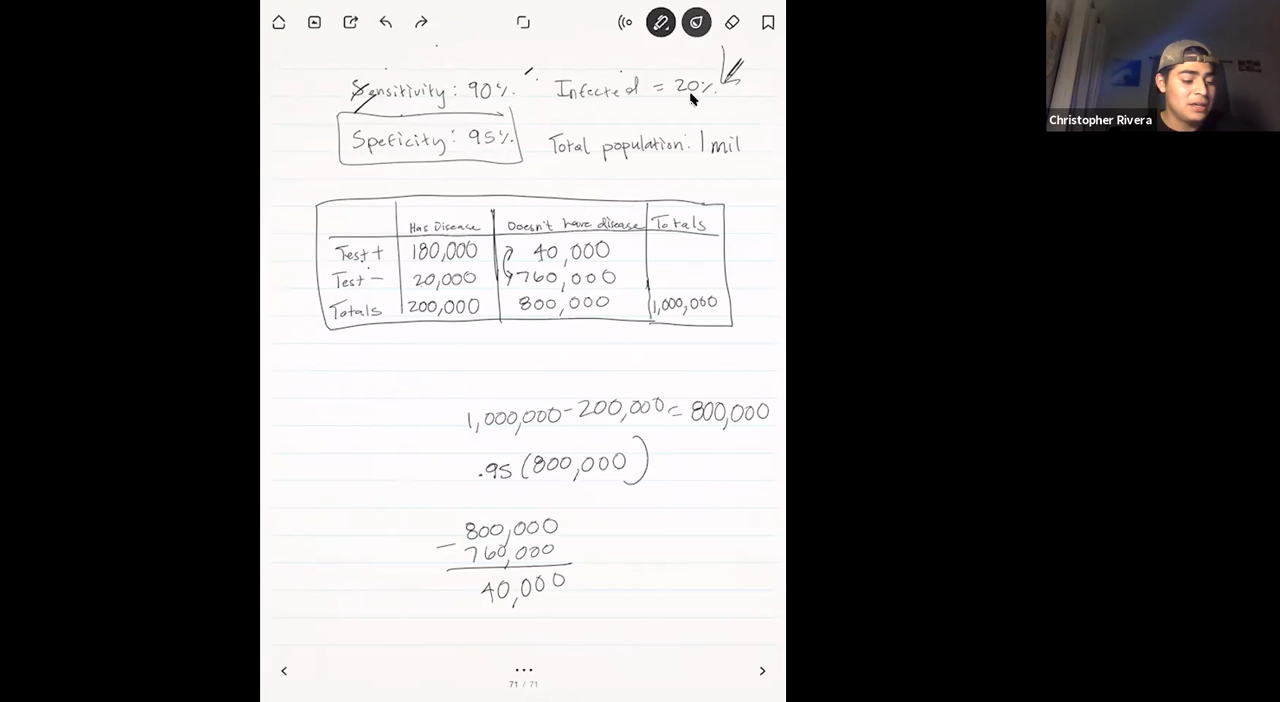 Sensitivity: 90%. Infected = 20%.
Christopher Rivera
Speficity: 95% Total population: 1 mil
Has Disease Doesn't have disease Totals
Test + 180,000 40,000
Test - 20,000 760,000
Totals 200,000 800,000 1,000,000
1,000,000 - 200,000 = 800,000
.95 (800,000)
800,000
- 760,000
40,000
71 / 71